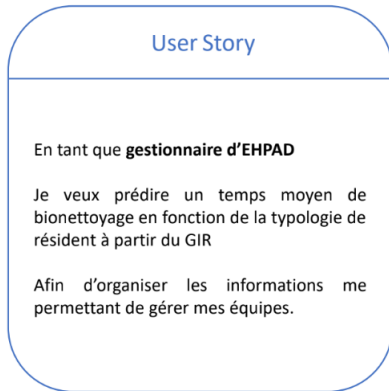 User Story
En tant que gestionnaire d'EHPAD
Je veux prédire un temps moyen de
bionettoyage en fonction de la typologie de
résident à partir du GIR
Afin d'organiser les informations me
permettant de gérer mes équipes.